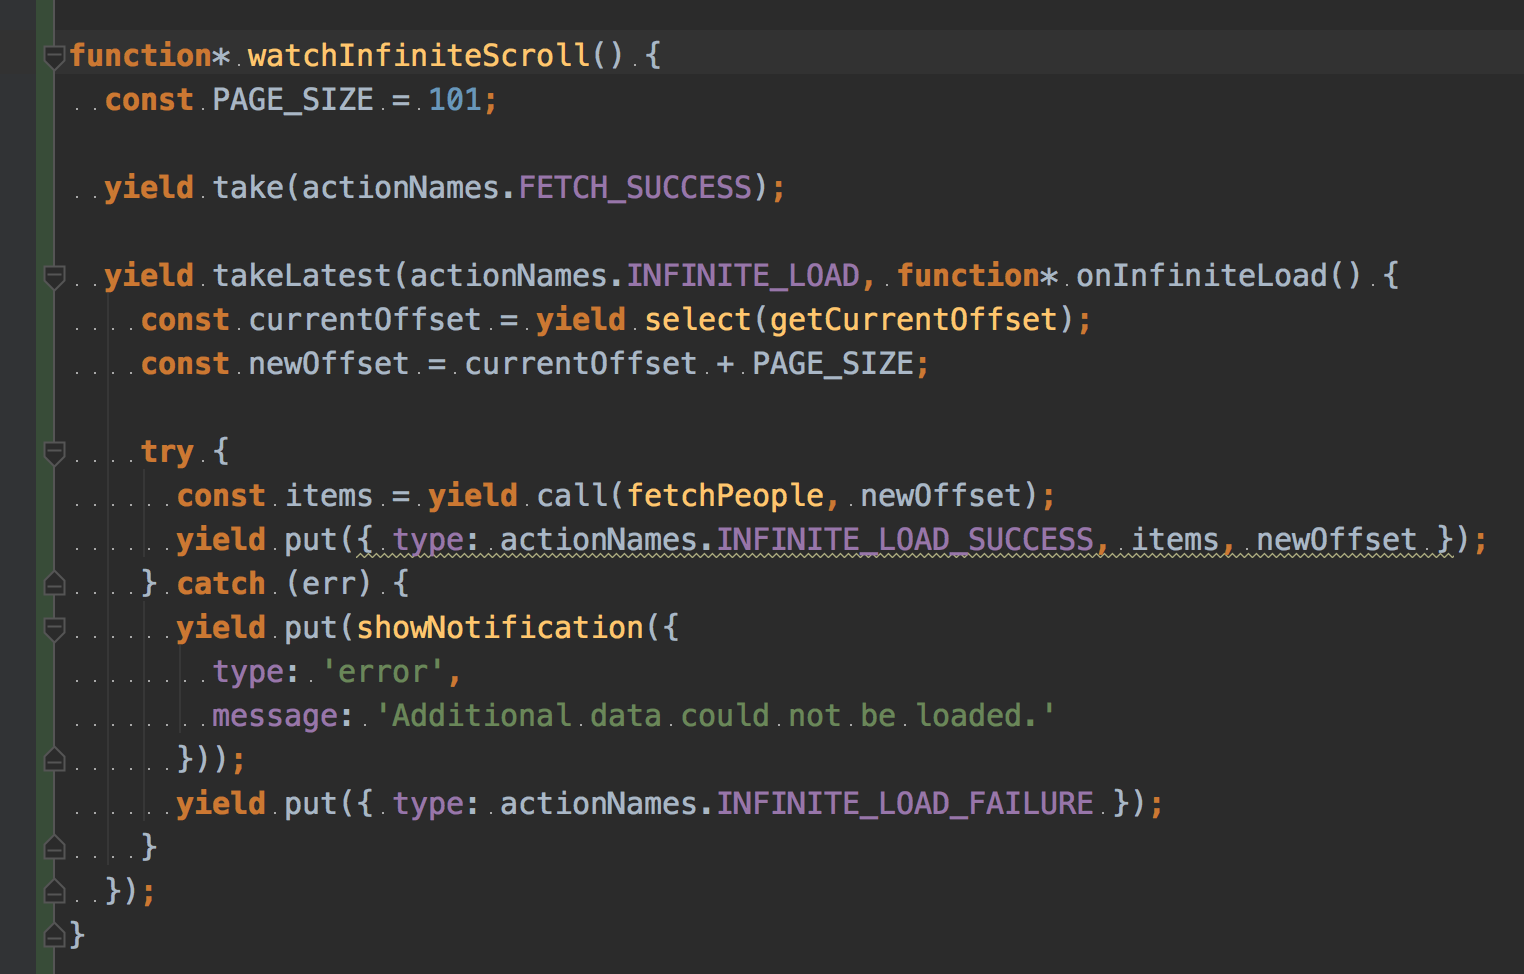 function* watchInfiniteScroll() {
  const PAGE_SIZE = 101;

  yield take(actionNames.FETCH_SUCCESS);

  yield takeLatest(actionNames.INFINITE_LOAD, function* onInfiniteLoad() {
    const currentOffset = yield select(getCurrentOffset);
    const newOffset = currentOffset + PAGE_SIZE;

    try {
      const items = yield call(fetchPeople, newOffset);
      yield put({ type: actionNames.INFINITE_LOAD_SUCCESS, items, newOffset });
    } catch (err) {
      yield put(showNotification({
        type: 'error',
        message: 'Additional data could not be loaded.'
      }));
      yield put({ type: actionNames.INFINITE_LOAD_FAILURE });
    }
  });
}